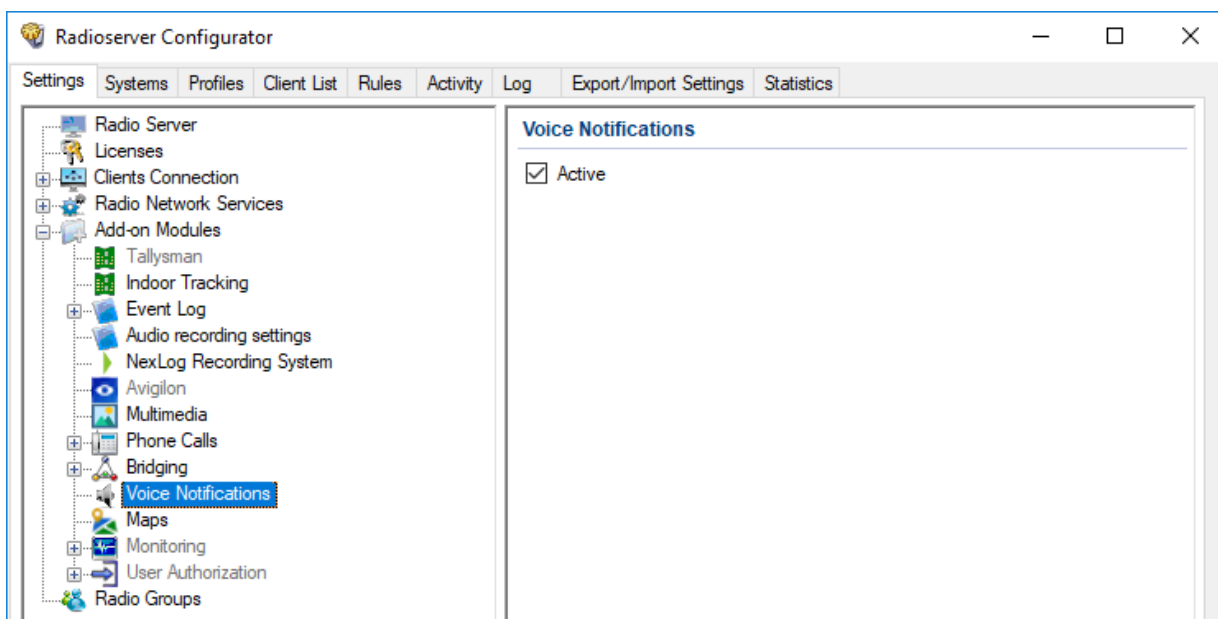 Radioserver Configurator
Settings Systems Profiles Client List Rules Activity Log Export/Import Settings Statistics
Radio Server
Licenses
Clients Connection
Radio Network Services
Add-on Modules
Tallysman
Indoor Tracking
Event Log
Audio recording settings
NexLog Recording System
Avigilon
Multimedia
Phone Calls
Bridging
Voice Notifications
Maps
Monitoring
User Authorization
Radio Groups
Voice Notifications
Active